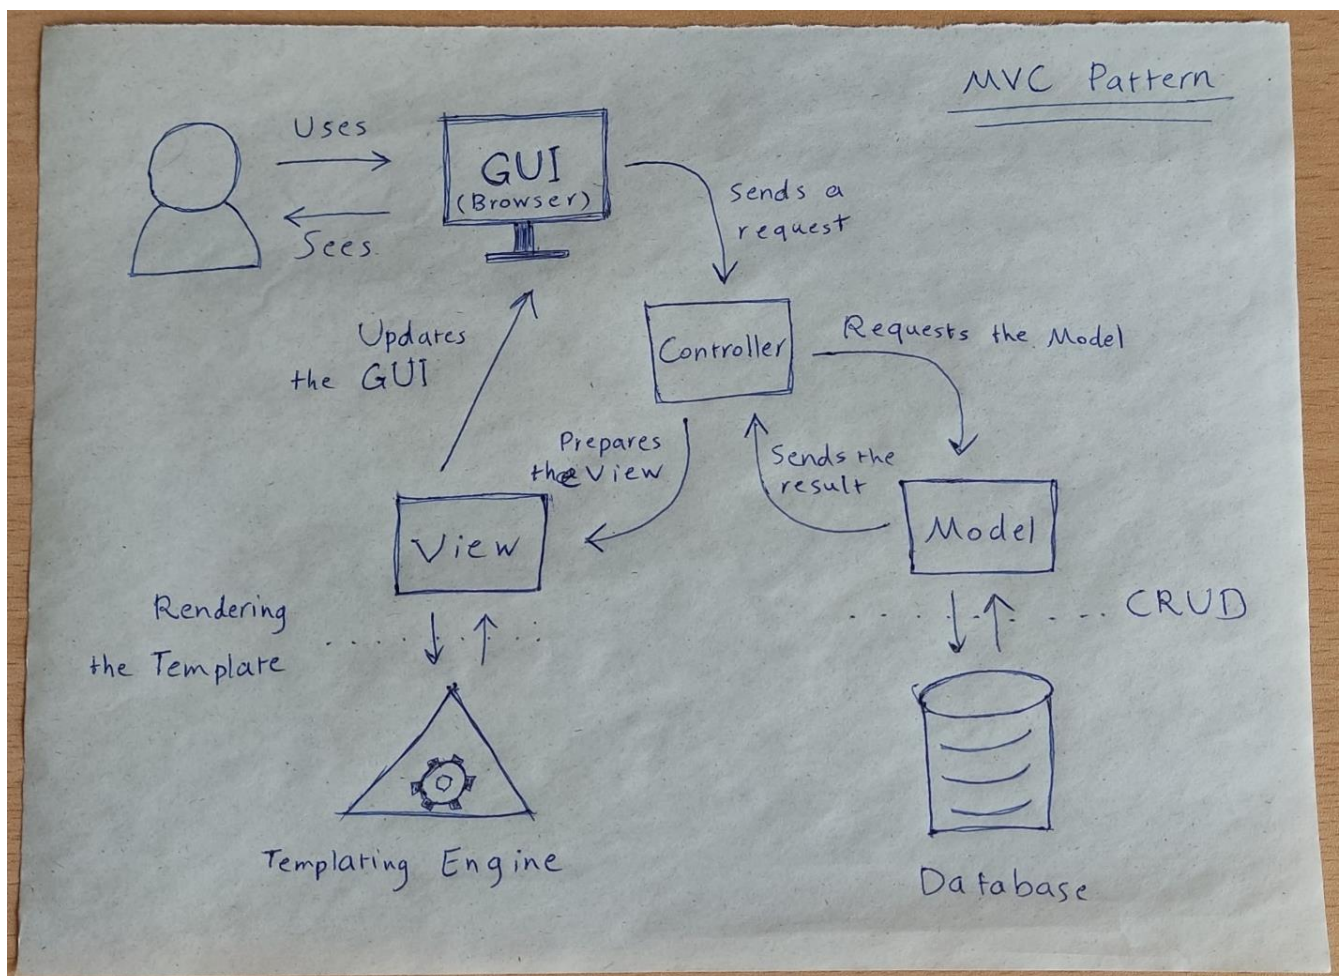 MVC Pattern
Uses
GUI
(Browser)
Sees
Sends a
request
Updates
the GUI
Controller
Requests the Model
Prepares
the View
Sends the
result
View
Model
Rendering
the Template
CRUD
Templating Engine
Database